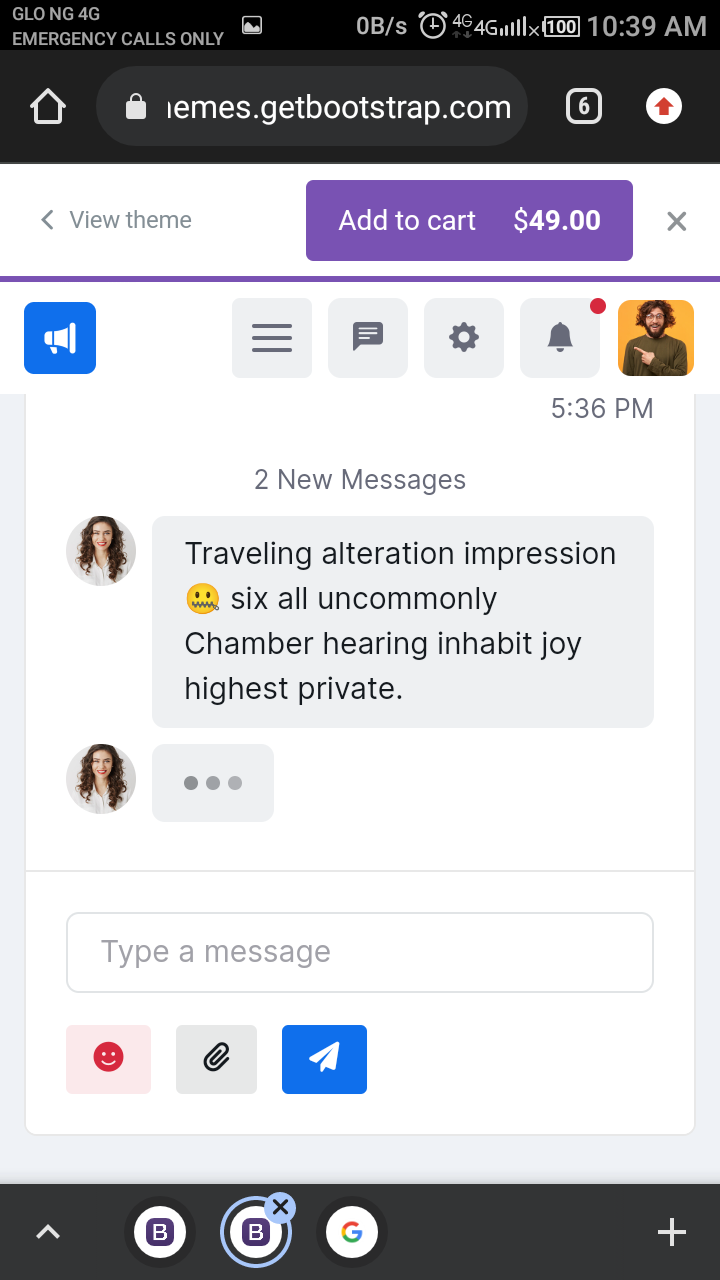 GLO NG 4G
EMERGENCY CALLS ONLY
0B/s 4G 4G 100 10:39 AM
emes.getbootstrap.com 6
View theme
Add to cart $49.00
5:36 PM
2 New Messages
Traveling alteration impression
🤐 six all uncommonly
Chamber hearing inhabit joy
highest private.
Type a message
B B G